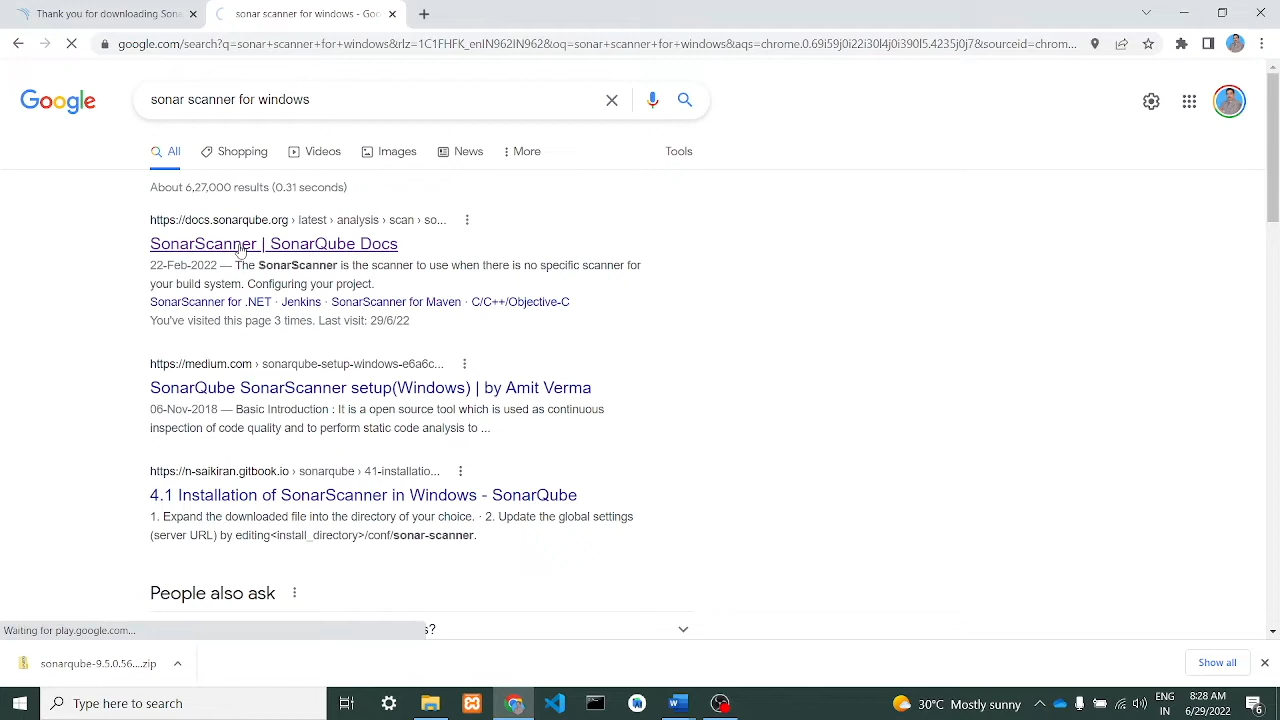 Thank you for downloading Sona
sonar scanner for windows - Goo
google.com/search?q=sonar+scanner+for+windows&rlz=1C1FHFK_enIN962IN962&oq=sonar+scanner+for+windows&aqs=chrome.0.69i59j0i22i30l4j0i390l5.4235j0j7&sourceid=chrom...
Google
sonar scanner for windows
All
Shopping
Videos
Images
News
More
Tools
About 6,27,000 results (0.31 seconds)
https://docs.sonarqube.org › latest › analysis › scan › so...
SonarScanner | SonarQube Docs
22-Feb-2022 — The SonarScanner is the scanner to use when there is no specific scanner for
your build system. Configuring your project.
SonarScanner for .NET · Jenkins · SonarScanner for Maven · C/C++/Objective-C
You've visited this page 3 times. Last visit: 29/6/22
https://medium.com › sonarqube-setup-windows-e6a6c...
SonarQube SonarScanner setup(Windows) | by Amit Verma
06-Nov-2018 — Basic Introduction : It is a open source tool which is used as continuous
inspection of code quality and to perform static code analysis to ...
https://n-saikiran.gitbook.io › sonarqube › 41-installatio...
4.1 Installation of SonarScanner in Windows - SonarQube
1. Expand the downloaded file into the directory of your choice. · 2. Update the global settings
(server URL) by editing<install_directory>/conf/sonar-scanner.
People also ask
s?
Waiting for play.google.com...
sonarqube-9.5.0.56....zip
Show all
Type here to search
30°C Mostly sunny
ENG
IN
8:28 AM
6/29/2022
6